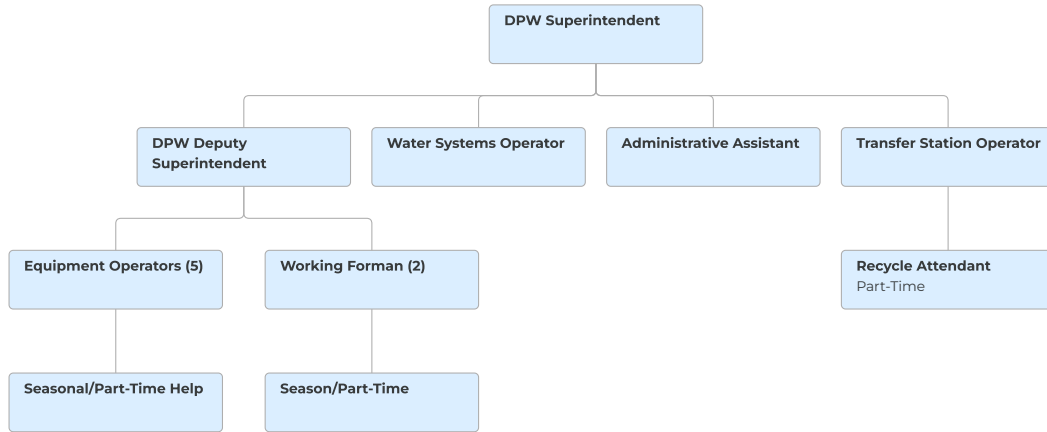 DPW Superintendent
DPW Deputy
Superintendent
Water Systems Operator
Administrative Assistant
Transfer Station Operator
Equipment Operators (5)
Working Forman (2)
Recycle Attendant
Part-Time
Seasonal/Part-Time Help
Season/Part-Time